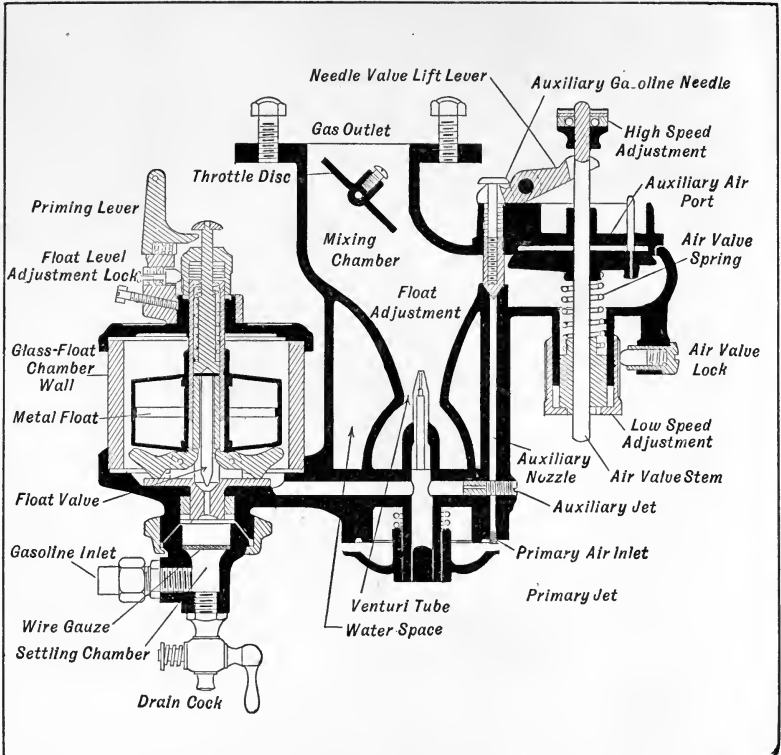 Needle Valve Lift Lever
Auxiliary Ga_oline Needle
Gas Outlet
High Speed
Adjustment
Throttle Disc
Priming Lever
Auxiliary Air
Port
Mixing
Chamber
Float Level
Adjustment Lock
Air Valve
Spring
Float
Adjustment
Glass-Float
Chamber
Wall
Air Valve
Lock
Metal Float
Low Speed
Adjustment
Auxiliary
Nozzle
Air Valve Stem
Float Valve
Auxiliary Jet
Gasoline Inlet
Primary Air Inlet
Primary Jet
Venturi Tube
Wire Gauze
Water Space
Settling Chamber
Drain Cock